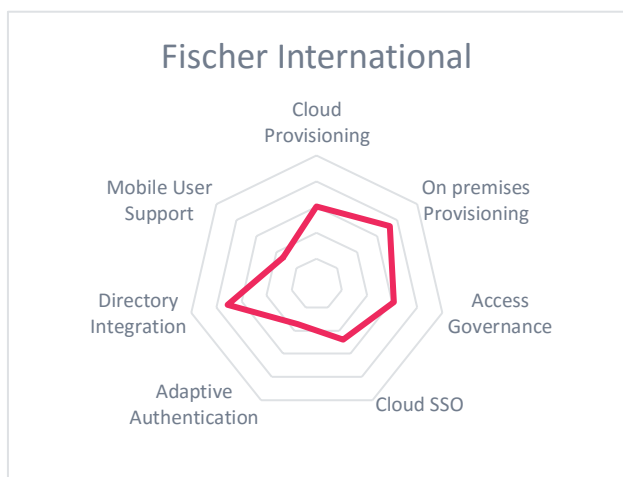 Fischer International
Cloud
Provisioning
On premises
Provisioning
Access
Governance
Cloud SSO
Adaptive
Authentication
Directory
Integration
Mobile User
Support